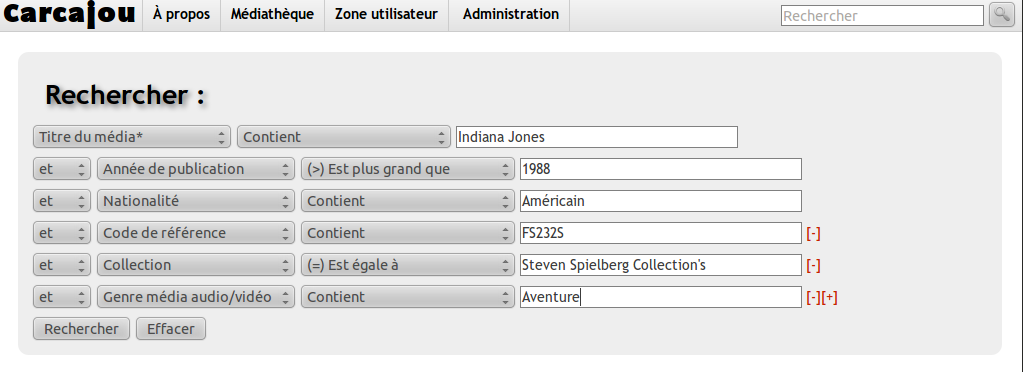 Carcajou À propos Médiathèque Zone utilisateur Administration Rechercher
Rechercher :
Titre du média* Contient Indiana Jones
et Année de publication (>) Est plus grand que 1988
et Nationalité Contient Américain
et Code de référence Contient FS232S [-]
et Collection (=) Est égale à Steven Spielberg Collection's [-]
et Genre média audio/vidéo Contient Aventure [-][+]
Rechercher Effacer